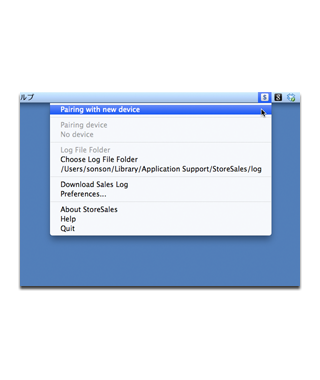 ルプ
S
Pairing with new device
Pairing device
No device
Log File Folder
Choose Log File Folder
/Users/sonson/Library/Application Support/StoreSales/log
Download Sales Log
Preferences...
About StoreSales
Help
Quit